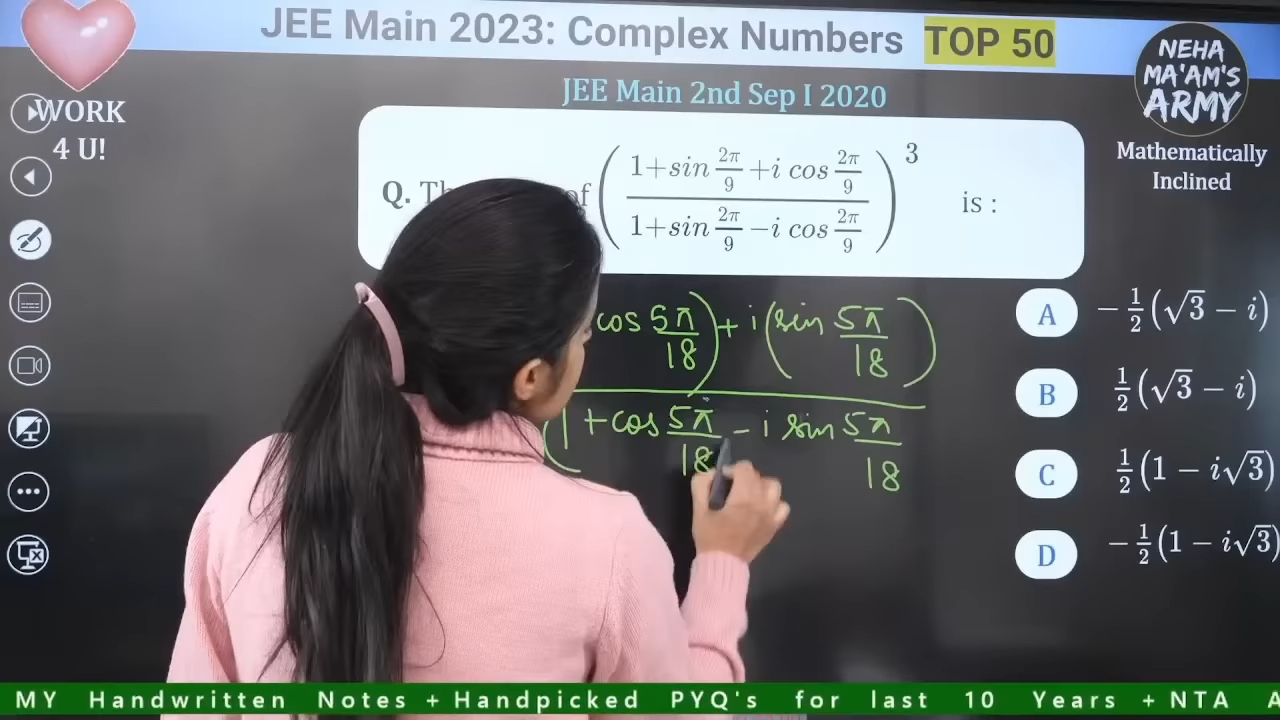 JEE Main 2023: Complex Numbers TOP 50
WORK
4 U!
NEHA
MA'AM'S
ARMY
Mathematically
Inclined
JEE Main 2nd Sep I 2020
Q. Th of ( (1+sin 2π/9 +i cos 2π/9) / (1+sin 2π/9 −i cos 2π/9) )³ is :
cos 5π/18) + i (sin 5π/18)
(1 + cos 5π/18 − i sin 5π/18
A −1/2(√3 − i)
B 1/2(√3 − i)
C 1/2(1 − i√3)
D −1/2(1 − i√3)
MY Handwritten Notes + Handpicked PYQ's for last 10 Years + NTA A